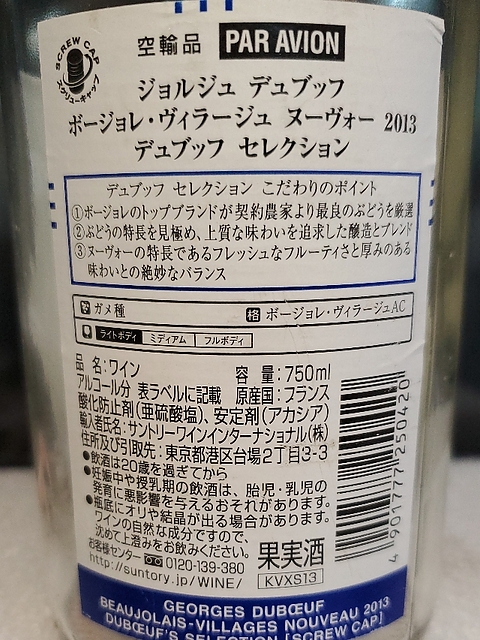 SCREW CAP
スクリューキャップ
空輸品 PAR AVION
ジョルジュ デュブッフ
ボージョレ・ヴィラージュ ヌーヴォー 2013
デュブッフ セレクション
デュブッフ セレクション こだわりのポイント
①ボージョレのトップブランドが契約農家より最良のぶどうを厳選
②ぶどうの特長を見極め、上質な味わいを追求した醸造とブレンド
③ヌーヴォーの特長であるフレッシュなフルーティさと厚みのある
味わいとの絶妙なバランス
ガメ種 格 ボージョレ・ヴィラージュAC
ライトボディ ミディアム フルボディ
品名:ワイン 容量:750ml
アルコール分 表ラベルに記載 原産国:フランス
酸化防止剤(亜硫酸塩)、安定剤(アカシア)
輸入者氏名:サントリーワインインターナショナル(株)
住所及び引取先:東京都港区台場2丁目3-3
●飲酒は20歳を過ぎてから
●妊娠中や授乳期の飲酒は、胎児・乳児の
発育に悪影響を与えるおそれがあります。
●瓶底にオリや結晶が出る場合があります。
ワインの自然な成分ですので、
沈めて上澄みをお飲みください。
お客様センター 0120-139-380
http://suntory.jp/WINE/
果実酒
KVXS13
4 901777 250420
GEORGES DUBŒUF
BEAUJOLAIS-VILLAGES NOUVEAU 2013
DUBŒUF'S SELECTION [SCREW CAP]